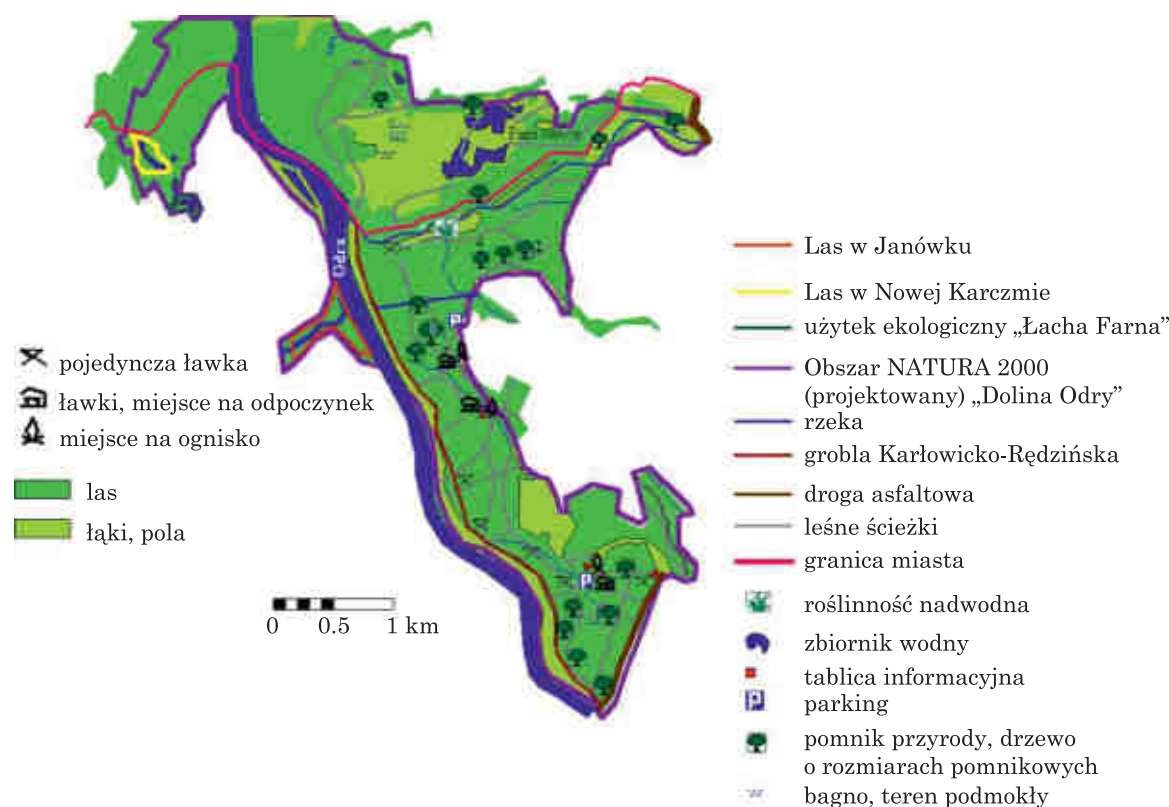 Odra
P
P
pojedyncza ławka
ławki, miejsce na odpoczynek
miejsce na ognisko
las
łąki, pola
0 0.5 1 km
Las w Janówku
Las w Nowej Karczmie
użytek ekologiczny „Łacha Farna”
Obszar NATURA 2000
(projektowany) „Dolina Odry”
rzeka
grobla Karłowicko-Rędzińska
droga asfaltowa
leśne ścieżki
granica miasta
roślinność nadwodna
zbiornik wodny
tablica informacyjna
P parking
pomnik przyrody, drzewo
o rozmiarach pomnikowych
bagno, teren podmokły